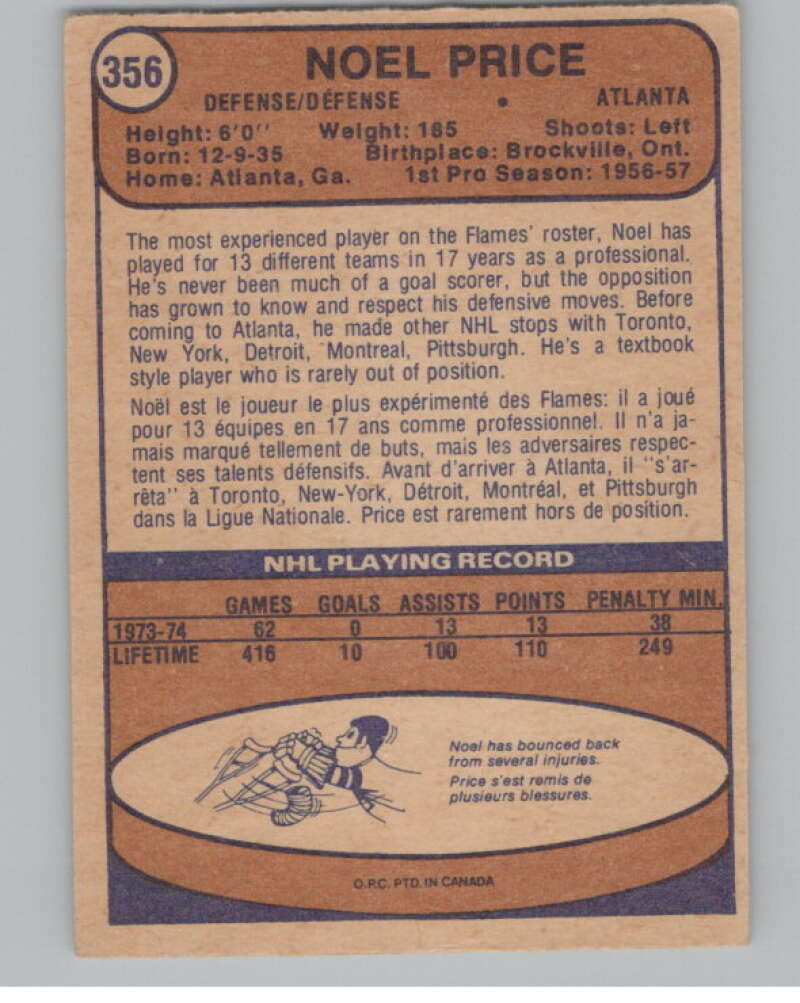 356
NOEL PRICE
DEFENSE/DÉFENSE • ATLANTA
Height: 6'0'' Weight: 185 Shoots: Left
Born: 12-9-35 Birthplace: Brockville, Ont.
Home: Atlanta, Ga. 1st Pro Season: 1956-57
The most experienced player on the Flames' roster, Noel has
played for 13 different teams in 17 years as a professional.
He's never been much of a goal scorer, but the opposition
has grown to know and respect his defensive moves. Before
coming to Atlanta, he made other NHL stops with Toronto,
New York, Detroit, Montreal, Pittsburgh. He's a textbook
style player who is rarely out of position.
Noël est le joueur le plus expérimenté des Flames: il a joué
pour 13 équipes en 17 ans comme professionnel. Il n'a ja-
mais marqué tellement de buts, mais les adversaires respec-
tent ses talents défensifs. Avant d'arriver à Atlanta, il ''s'ar-
rêta'' à Toronto, New-York, Détroit, Montréal, et Pittsburgh
dans la Ligue Nationale. Price est rarement hors de position.
NHL PLAYING RECORD
GAMES GOALS ASSISTS POINTS PENALTY MIN.
1973-74 62 0 13 13 38
LIFETIME 416 10 100 110 249
Noel has bounced back
from several injuries.
Price s'est remis de
plusieurs blessures.
O.P.C. PTD. IN CANADA